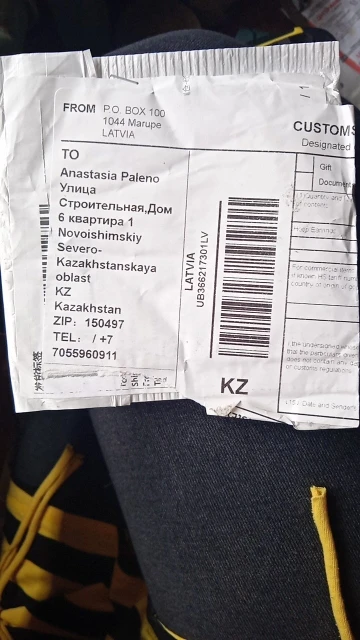 FROM P.O. BOX 100
1044 Marupe
LATVIA
CUSTOMS
Designated
TO
Anastasia Paleno
Улица
Строительная,Дом
6 квартира 1
Novoishimskiy
Severo-
Kazakhstanskaya
oblast
KZ
Kazakhstan
ZIP: 150497
TEL: / +7
7055960911
LATVIA
UB366217301LV
KZ
Gift
Document